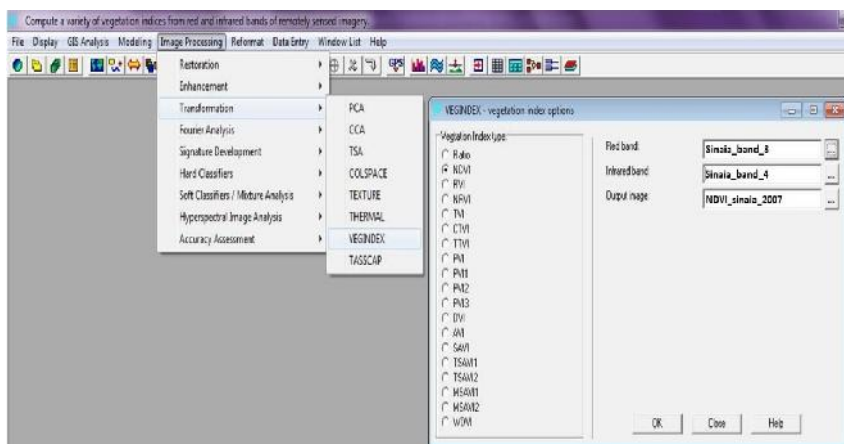 Compute a variety of vegetation indices from red and infrared bands of remotely sensed imagery.
File Display GIS Analysis Modeling Image Processing Reformat Data Entry Window List Help
GPS
Restoration
Enhancement
Transformation
Fourier Analysis
Signature Development
Hard Classifiers
Soft Classifiers / Mixture Analysis
Hyperspectral Image Analysis
Accuracy Assessment
PCA
CCA
TSA
COLSPACE
TEXTURE
THERMAL
VEGINDEX
TASSCAP
VEGINDEX - vegetation index options
Vegetation Index type:
Ratio
NDVI
RVI
NRVI
TVI
CTVI
TTVI
PVI
PVI1
PVI2
PVI3
DVI
AVI
SAVI
TSAVI1
TSAVI2
MSAVI1
MSAVI2
WDVI
Red band: Sinaia_band_3 ...
Infrared band: Sinaia_band_4 ...
Output image: NDVI_sinaia_2007 ...
OK Close Help